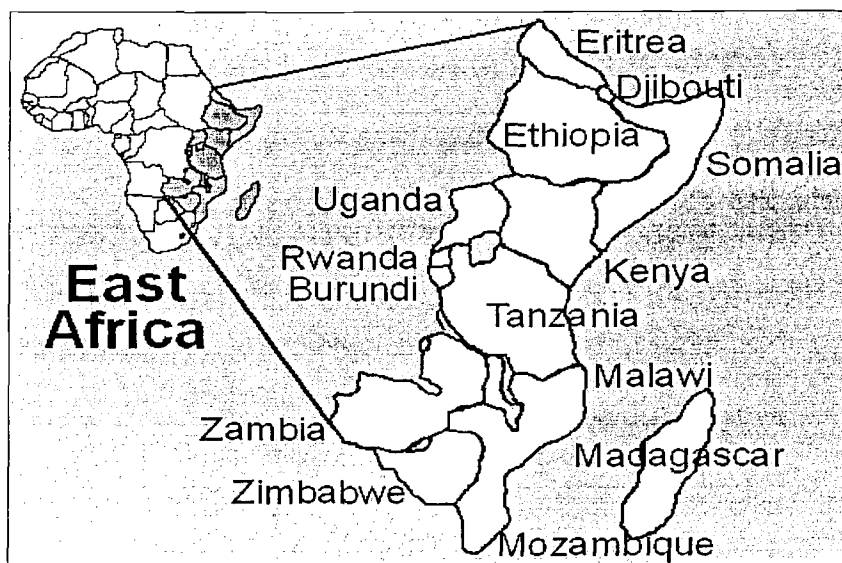 Eritrea
Djibouti
Ethiopia
Somalia
Uganda
Rwanda
Burundi
Kenya
East
Africa
Tanzania
Malawi
Zambia
Madagascar
Zimbabwe
Mozambique